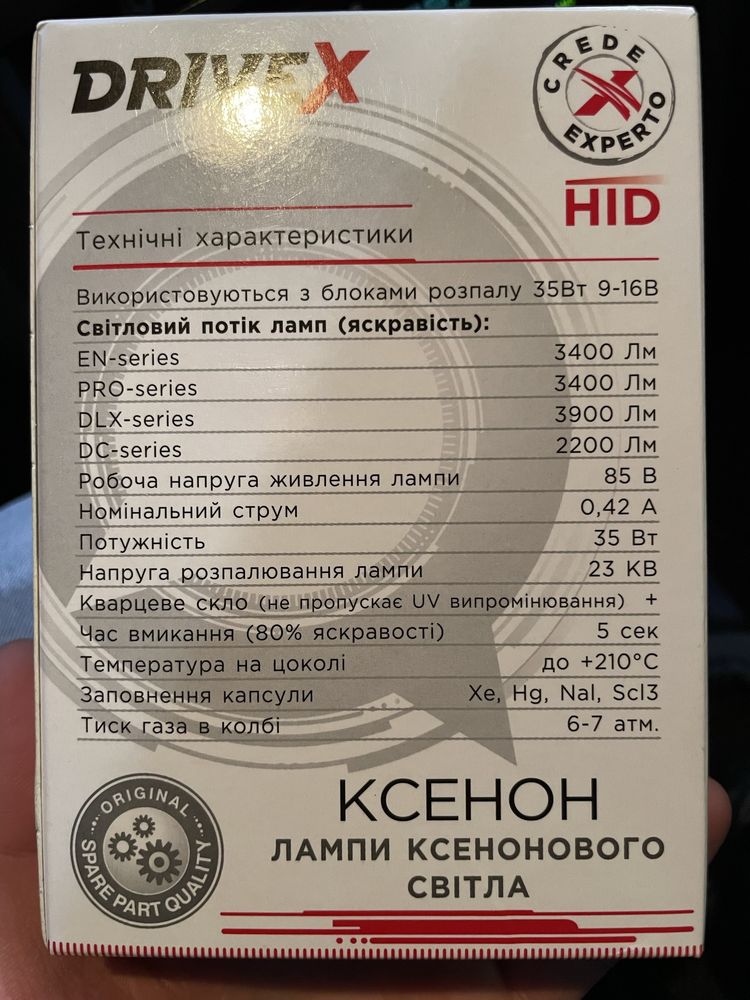 DRIVEX
CREDE EXPERTO
HID
Технічні характеристики
Використовуються з блоками розпалу 35Вт 9-16В
Світловий потік ламп (яскравість):
EN-series 3400 Лм
PRO-series 3400 Лм
DLX-series 3900 Лм
DC-series 2200 Лм
Робоча напруга живлення лампи 85 В
Номінальний струм 0,42 А
Потужність 35 Вт
Напруга розпалювання лампи 23 КВ
Кварцеве скло (не пропускає UV випромінювання) +
Час вмикання (80% яскравості) 5 сек
Температура на цоколі до +210°C
Заповнення капсули Xe, Hg, NaI, ScI3
Тиск газа в колбі 6-7 атм.
ORIGINAL
SPARE PART QUALITY
КСЕНОН
ЛАМПИ КСЕНОНОВОГО
СВІТЛА